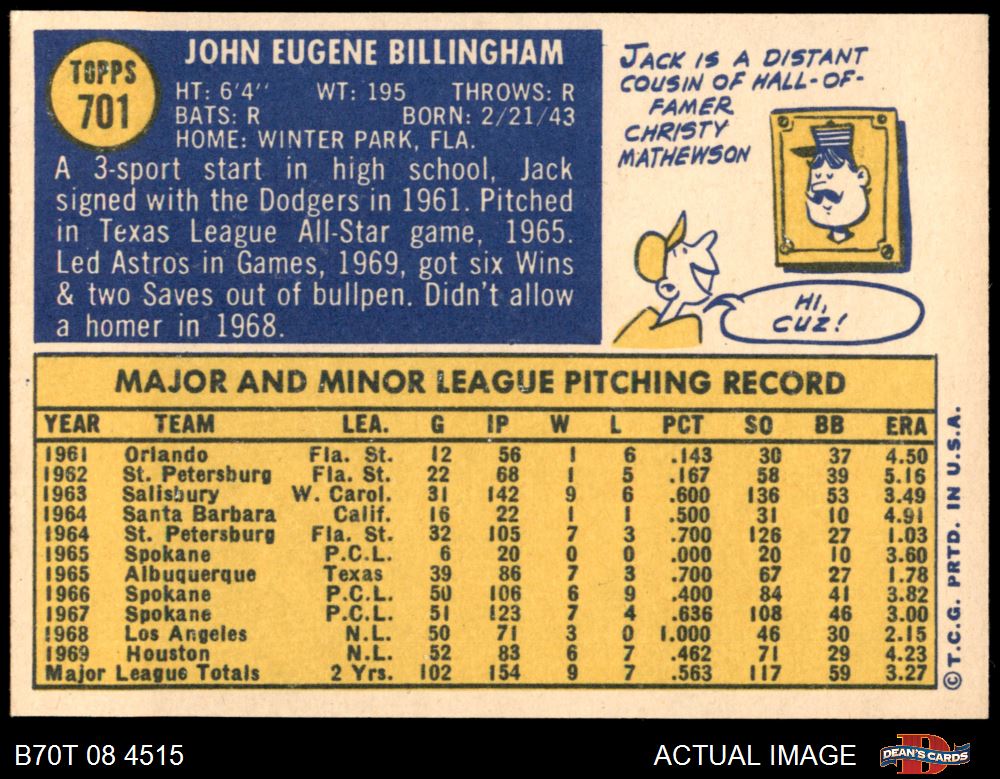 TOPPS
701
JOHN EUGENE BILLINGHAM
HT: 6'4" WT: 195 THROWS: R
BATS: R BORN: 2/21/43
HOME: WINTER PARK, FLA.
A 3-sport start in high school, Jack
signed with the Dodgers in 1961. Pitched
in Texas League All-Star game, 1965.
Led Astros in Games, 1969, got six Wins
& two Saves out of bullpen. Didn't allow
a homer in 1968.
JACK IS A DISTANT
COUSIN OF HALL-OF-
FAMER
CHRISTY
MATHEWSON
HI,
CUZ!
MAJOR AND MINOR LEAGUE PITCHING RECORD
YEAR TEAM LEA. G IP W L PCT SO BB ERA
1961 Orlando Fla. St. 12 56 1 6 .143 30 37 4.50
1962 St. Petersburg Fla. St. 22 68 1 5 .167 58 39 5.16
1963 Salisbury W. Carol. 31 142 9 6 .600 136 53 3.49
1964 Santa Barbara Calif. 16 22 1 1 .500 31 10 4.91
1964 St. Petersburg Fla. St. 32 105 7 3 .700 126 27 1.03
1965 Spokane P.C.L. 6 20 0 0 .000 20 10 3.60
1965 Albuquerque Texas 39 86 7 3 .700 67 27 1.78
1966 Spokane P.C.L. 50 106 6 9 .400 84 41 3.82
1967 Spokane P.C.L. 51 123 7 4 .636 108 46 3.00
1968 Los Angeles N.L. 50 71 3 0 1.000 46 30 2.15
1969 Houston N.L. 52 83 6 7 .462 71 29 4.23
Major League Totals 2 Yrs. 102 154 9 7 .563 117 59 3.27
© T.C.G. PRTD. IN U.S.A.
B70T 08 4515 ACTUAL IMAGE DEAN'S CARDS